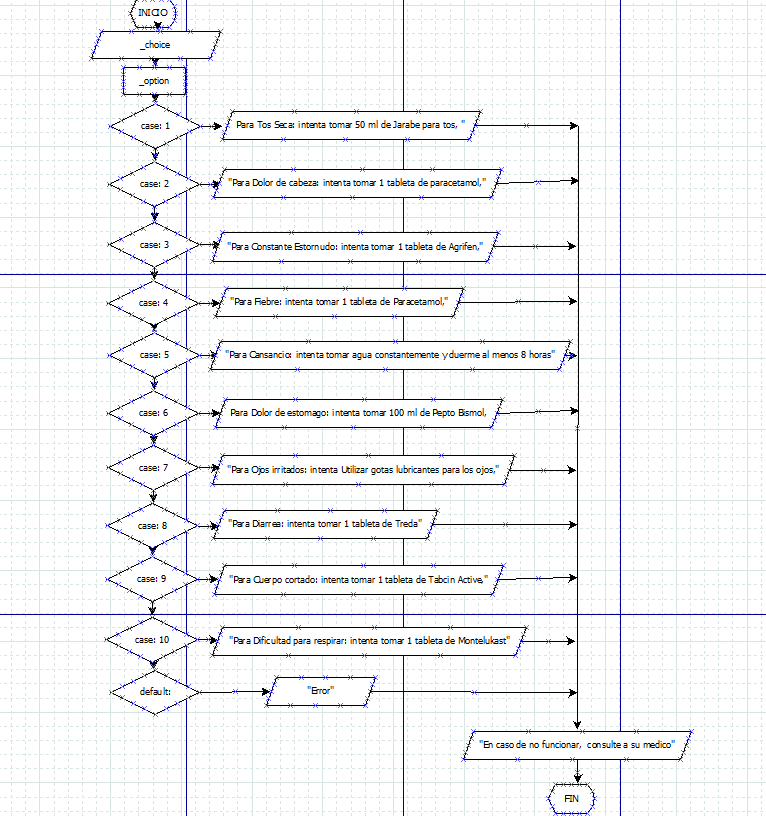 INICIO
_choice
_option
case: 1
Para Tos Seca: intenta tomar 50 ml de Jarabe para tos, "
case: 2
"Para Dolor de cabeza: intenta tomar 1 tableta de paracetamol,"
case: 3
"Para Constante Estornudo: intenta tomar 1 tableta de Agrifen,"
case: 4
"Para Fiebre: intenta tomar 1 tableta de Paracetamol,"
case: 5
"Para Cansancio: intenta tomar agua constantemente y duerme al menos 8 horas"
case: 6
Para Dolor de estomago: intenta tomar 100 ml de Pepto Bismol,
case: 7
"Para Ojos irritados: intenta Utilizar gotas lubricantes para los ojos,"
case: 8
"Para Diarrea: intenta tomar 1 tableta de Treda"
case: 9
"Para Cuerpo cortado: intenta tomar 1 tableta de Tabcin Active,"
case: 10
"Para Dificultad para respirar: intenta tomar 1 tableta de Montelukast"
default:
"Error"
"En caso de no funcionar, consulte a su medico"
FIN